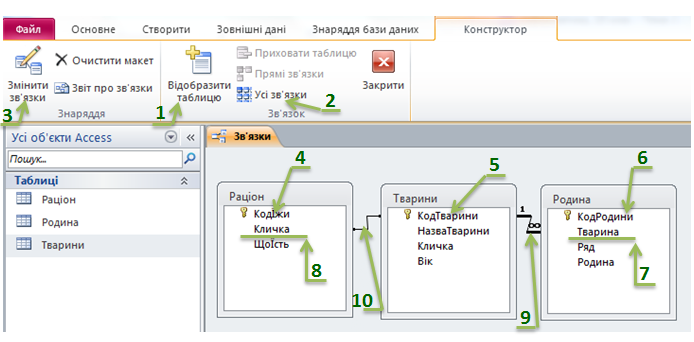 Файл Основне Створити Зовнішні дані Знаряддя бази даних Конструктор
Змінити зв'язки
Очистити макет
Звіт про зв'язки
Знаряддя
Відобразити таблицю
Приховати таблицю
Прямі зв'язки
Усі зв'язки
Зв'язок
Закрити
3
1
2
Усі об'єкти Access
«
Пошук...
Таблиці
Раціон
Родина
Тварини
Зв'язки
4
5
6
Раціон
КодЇжи
Кличка
ЩоЇсть
8
10
Тварини
КодТварини
НазваТварини
Кличка
Вік
1
∞
9
Родина
КодРодини
Тварина
Ряд
Родина
7